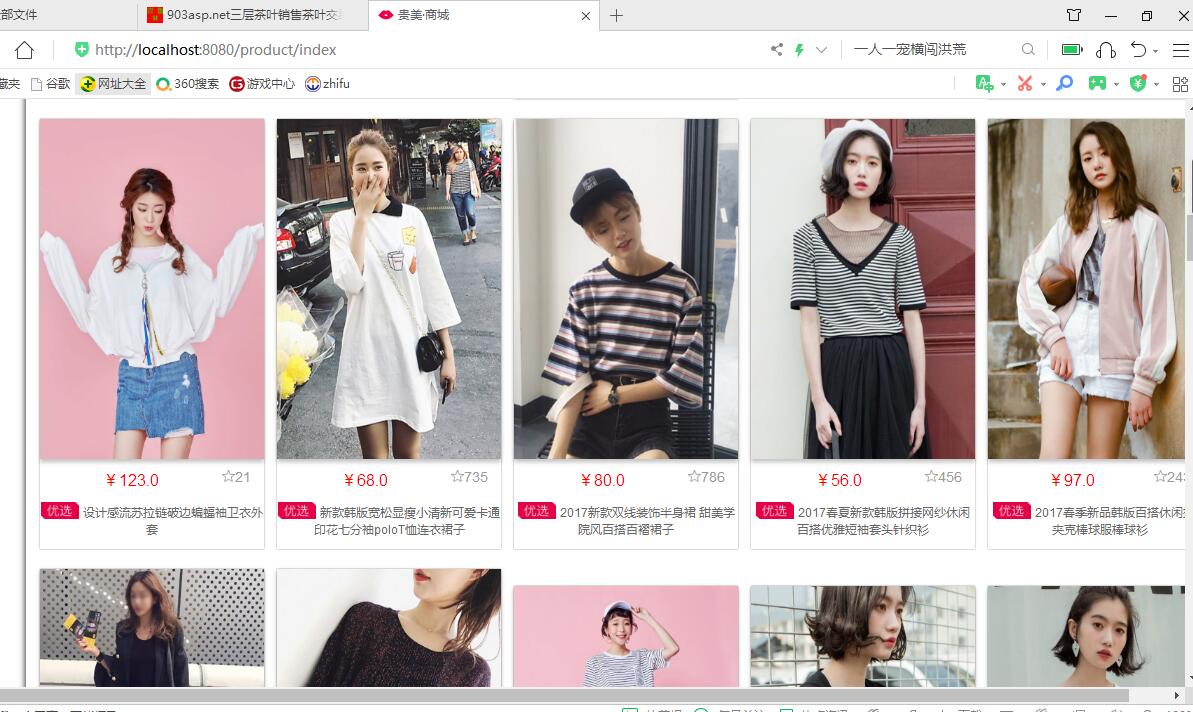 部文件
903asp.net三层茶叶销售茶叶交
贵美·商城
http://localhost:8080/product/index
一人一宠横闯洪荒
藏夹
谷歌
网址大全
360搜索
游戏中心
zhifu
¥ 123.0
☆21
优选 设计感流苏拉链破边蝙蝠袖卫衣外
套
¥ 68.0
☆735
优选 新款韩版宽松显瘦小清新可爱卡通
印花七分袖poloT恤连衣裙子
¥ 80.0
☆786
优选 2017新款双线装饰半身裙 甜美学
院风百搭百褶裙子
¥ 56.0
☆456
优选 2017春夏新款韩版拼接网纱休闲
百搭优雅短袖套头针织衫
¥ 97.0
☆243
优选 2017春季新品韩版百搭休闲
夹克棒球服棒球衫